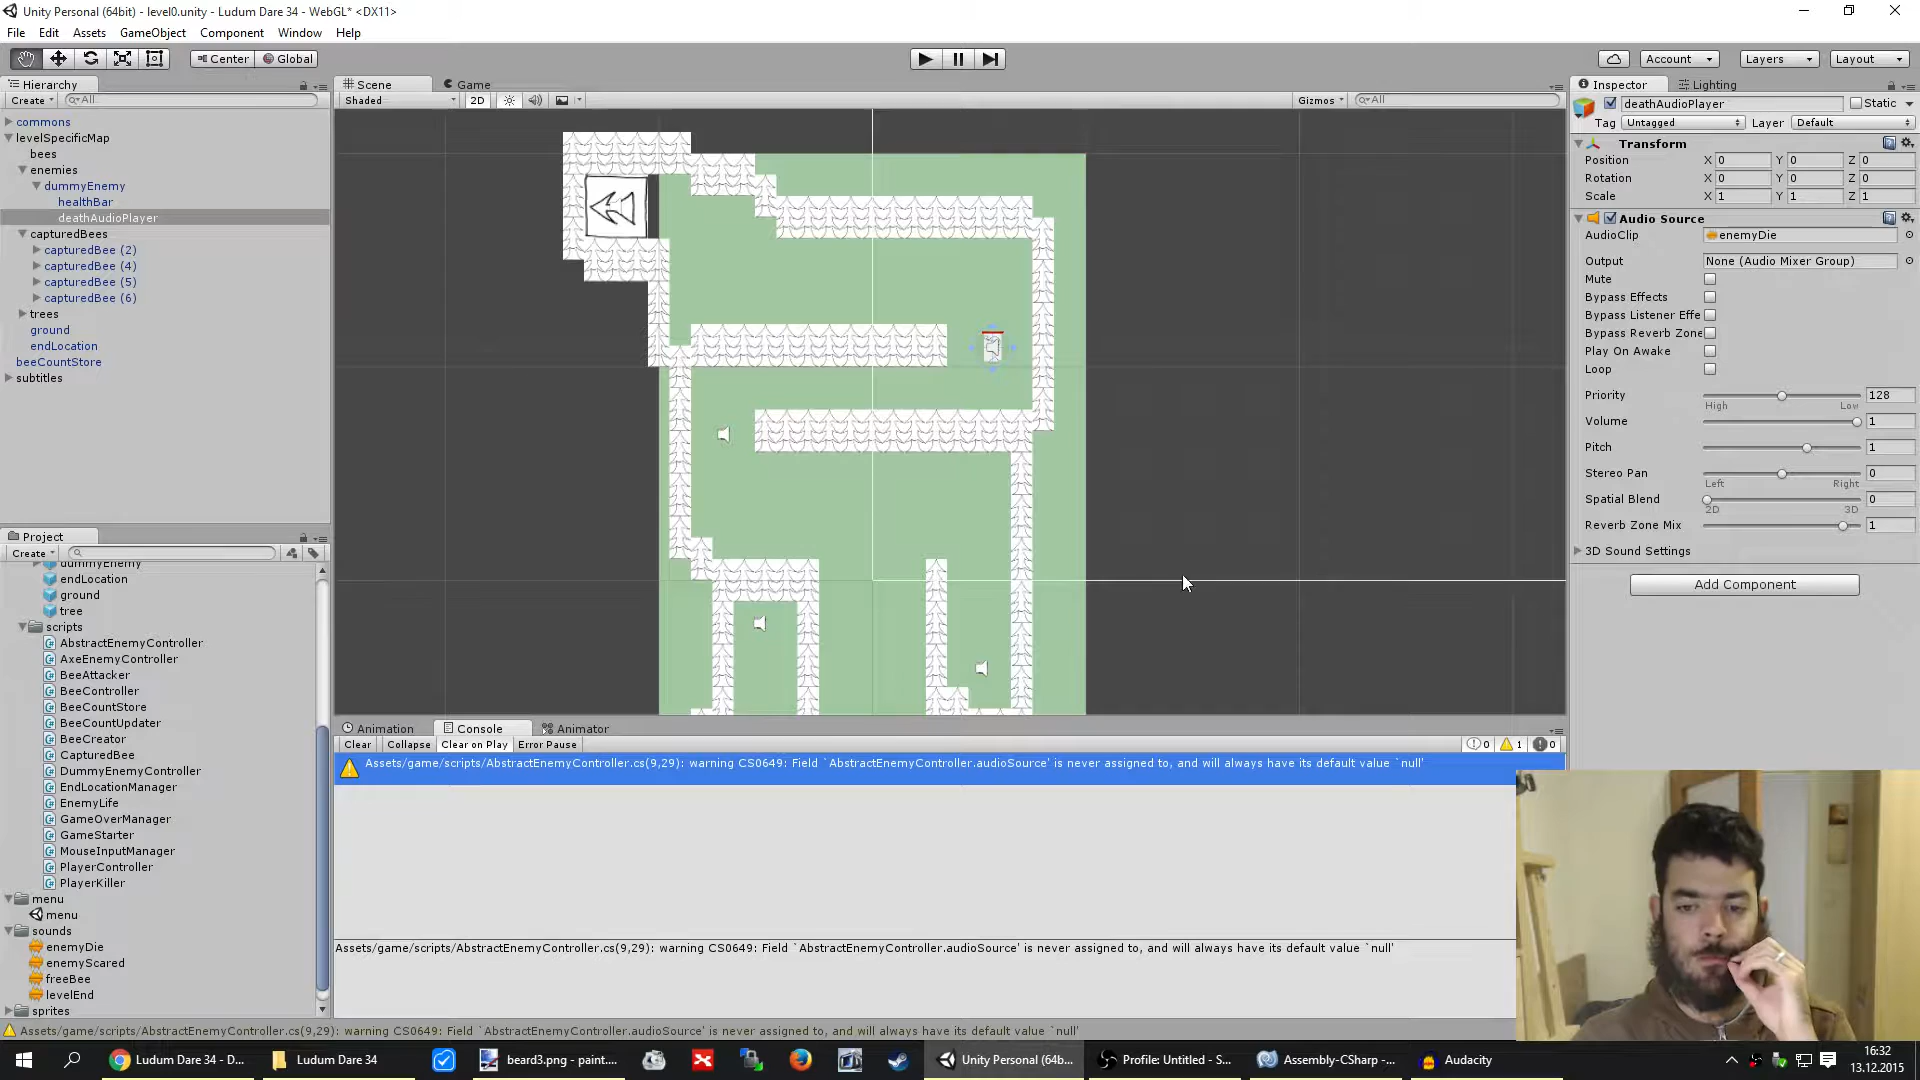 Unity Personal (64bit) - level0.unity - Ludum Dare 34 - WebGL* <DX11>
File Edit Assets GameObject Component Window Help
Center Global Account Layers Layout
Hierarchy
Create All
commons
levelSpecificMap
bees
enemies
dummyEnemy
healthBar
deathAudioPlayer
capturedBees
capturedBee (2)
capturedBee (4)
capturedBee (5)
capturedBee (6)
trees
ground
endLocation
beeCountStore
subtitles
Scene Game
Shaded 2D Gizmos All
Project
Create
dummyEnemy
endLocation
ground
tree
scripts
AbstractEnemyController
AxeEnemyController
BeeAttacker
BeeController
BeeCountStore
BeeCountUpdater
BeeCreator
CapturedBee
DummyEnemyController
EndLocationManager
EnemyLife
GameOverManager
GameStarter
MouseInputManager
PlayerController
PlayerKiller
menu
menu
sounds
enemyDie
enemyScared
freeBee
levelEnd
sprites
Animation Console Animator
Clear Collapse Clear on Play Error Pause 0 1 0
Assets/game/scripts/AbstractEnemyController.cs(9,29): warning CS0649: Field `AbstractEnemyController.audioSource' is never assigned to, and will always have its default value `null'
Assets/game/scripts/AbstractEnemyController.cs(9,29): warning CS0649: Field `AbstractEnemyController.audioSource' is never assigned to, and will always have its default value `null'
Inspector Lighting
deathAudioPlayer Static
Tag Untagged Layer Default
Transform
Position X 0 Y 0 Z 0
Rotation X 0 Y 0 Z 0
Scale X 1 Y 1 Z 1
Audio Source
AudioClip enemyDie
Output None (Audio Mixer Group)
Mute
Bypass Effects
Bypass Listener Effe
Bypass Reverb Zone
Play On Awake
Loop
Priority 128
High Low
Volume 1
Pitch 1
Stereo Pan 0
Left Right
Spatial Blend 0
2D 3D
Reverb Zone Mix 1
3D Sound Settings
Add Component
Assets/game/scripts/AbstractEnemyController.cs(9,29): warning CS0649: Field `AbstractEnemyController.audioSource' is never assigned to, and will always have its default value `null'
Ludum Dare 34 - D... Ludum Dare 34 beard3.png - paint.... Unity Personal (64b... Profile: Untitled - S... Assembly-CSharp -... Audacity
16:32
13.12.2015